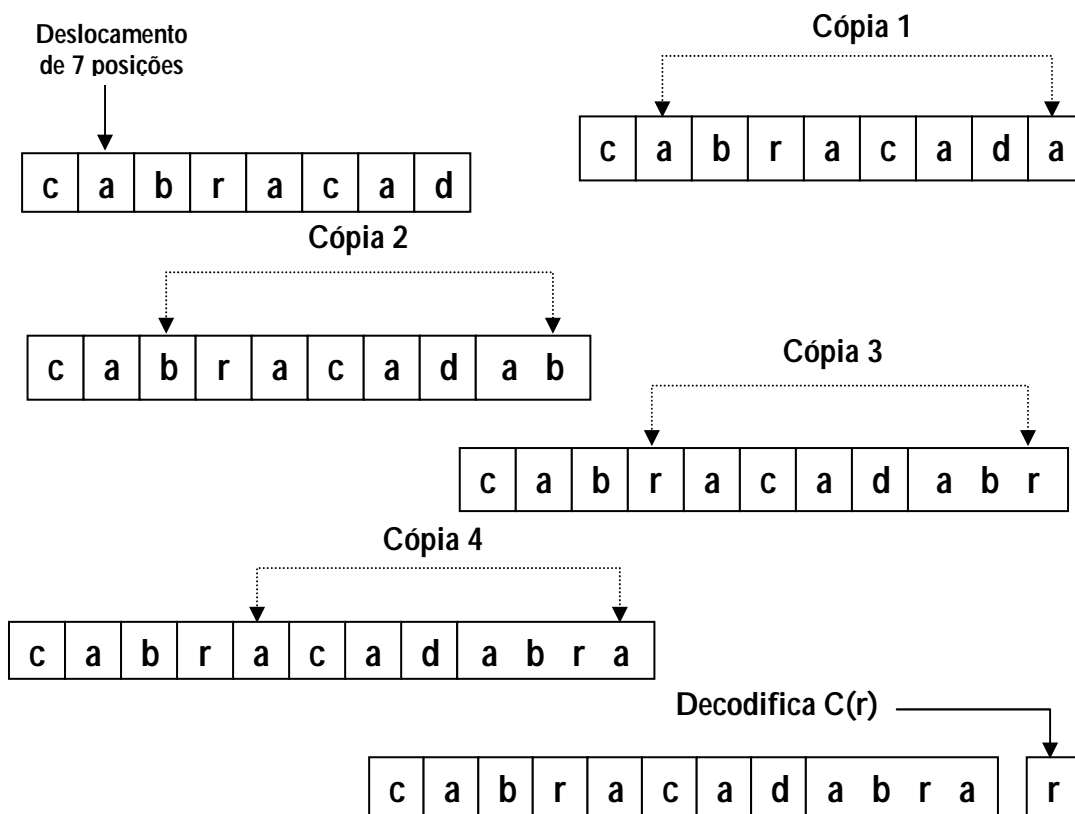 Deslocamento
de 7 posições
Cópia 1
c a b r a c a d a
c a b r a c a d
Cópia 2
c a b r a c a d a b
Cópia 3
c a b r a c a d a b r
Cópia 4
c a b r a c a d a b r a
Decodifica C(r)
c a b r a c a d a b r a r